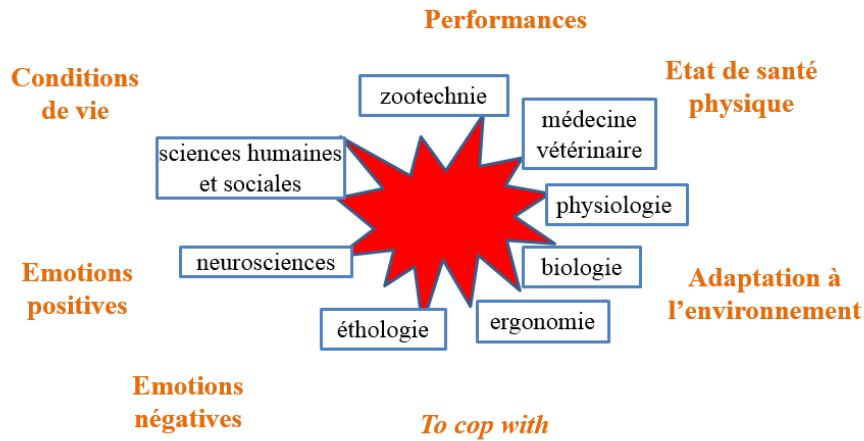 Performances
Conditions
de vie
Etat de santé
physique
zootechnie
médecine
vétérinaire
sciences humaines
et sociales
physiologie
neurosciences
biologie
Emotions
positives
Adaptation à
l’environnement
éthologie
ergonomie
Emotions
négatives
To cop with